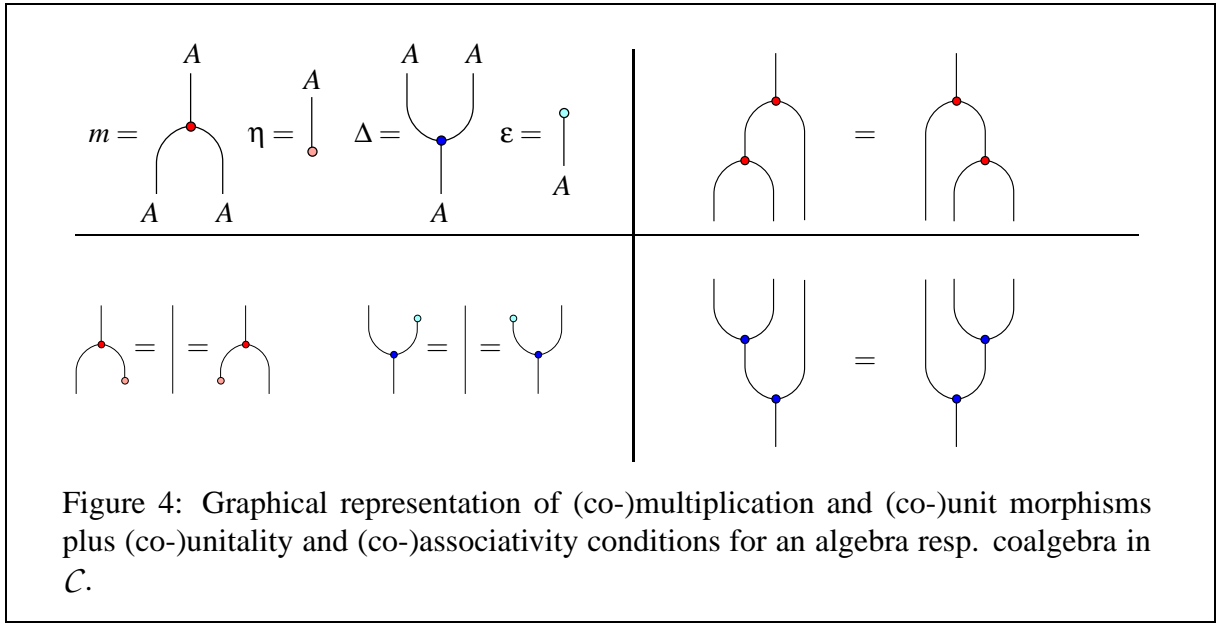 A A A
A
m = η = Δ = ε =
A
A A A
=
= = = =
=
Figure 4: Graphical representation of (co-)multiplication and (co-)unit morphisms
plus (co-)unitality and (co-)associativity conditions for an algebra resp. coalgebra in
𝒞.